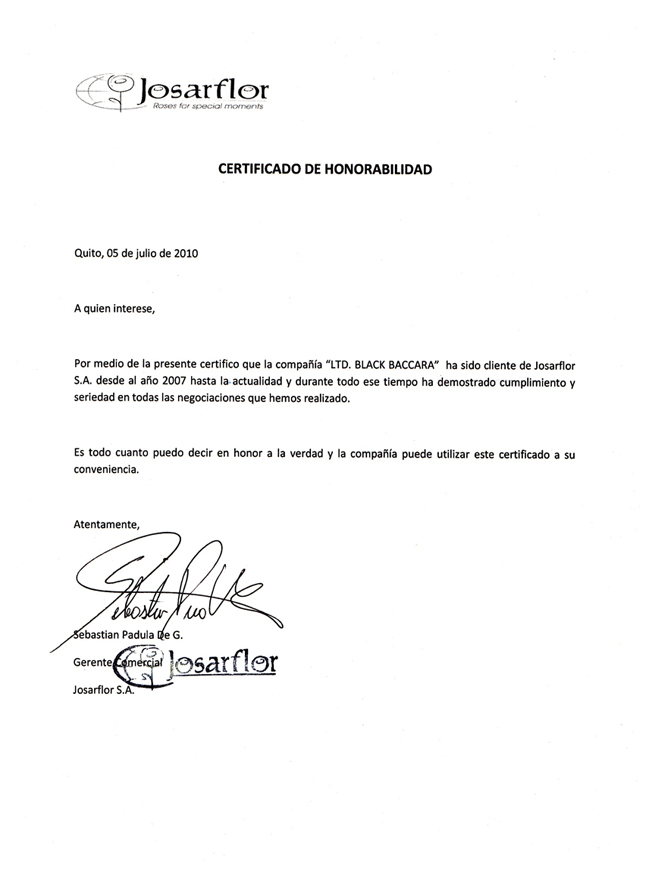 Josarflor
Roses for special moments
CERTIFICADO DE HONORABILIDAD
Quito, 05 de julio de 2010
A quien interese,
Por medio de la presente certifico que la compañía “LTD. BLACK BACCARA” ha sido cliente de Josarflor
S.A. desde al año 2007 hasta la actualidad y durante todo ese tiempo ha demostrado cumplimiento y
seriedad en todas las negociaciones que hemos realizado.
Es todo cuanto puedo decir en honor a la verdad y la compañía puede utilizar este certificado a su
conveniencia.
Atentamente,
Sebastian Padula De G.
Gerente Comercial Josarflor
Josarflor S.A.